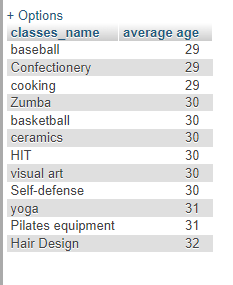 + Options
classes_name average age
baseball 29
Confectionery 29
cooking 29
Zumba 30
basketball 30
ceramics 30
HIT 30
visual art 30
Self-defense 30
yoga 31
Pilates equipment 31
Hair Design 32